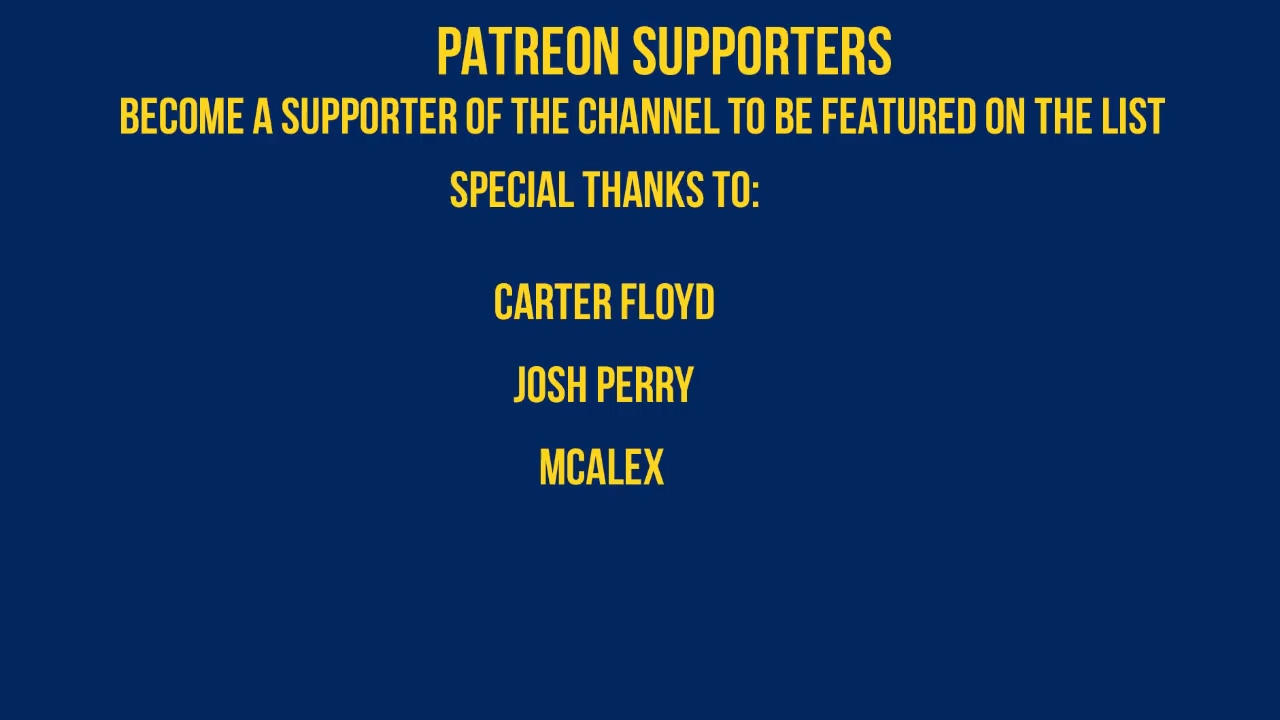 PATREON SUPPORTERS
BECOME A SUPPORTER OF THE CHANNEL TO BE FEATURED ON THE LIST
SPECIAL THANKS TO:
CARTER FLOYD
JOSH PERRY
MCALEX